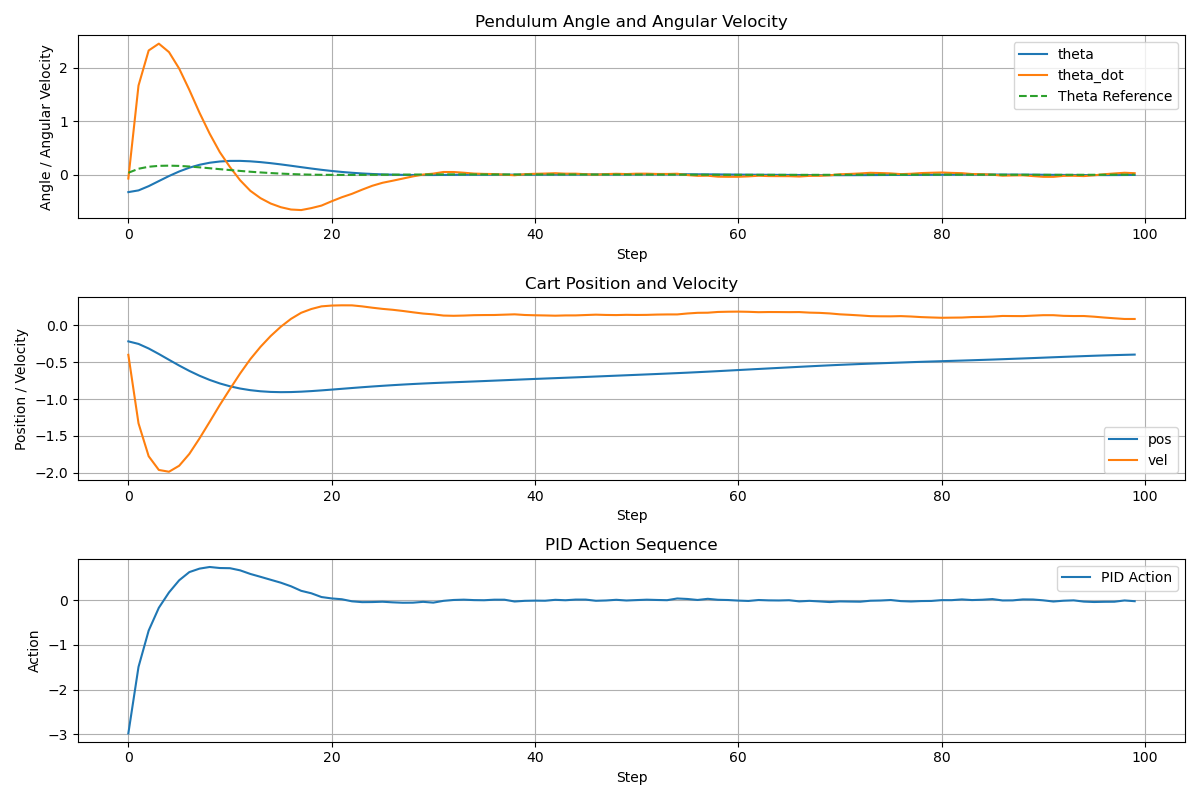 Pendulum Angle and Angular Velocity
Angle / Angular Velocity
2
1
0
theta
theta_dot
Theta Reference
0 20 40 60 80 100
Step
Cart Position and Velocity
Position / Velocity
0.0
−0.5
−1.0
−1.5
−2.0
pos
vel
0 20 40 60 80 100
Step
PID Action Sequence
Action
0
−1
−2
−3
PID Action
0 20 40 60 80 100
Step